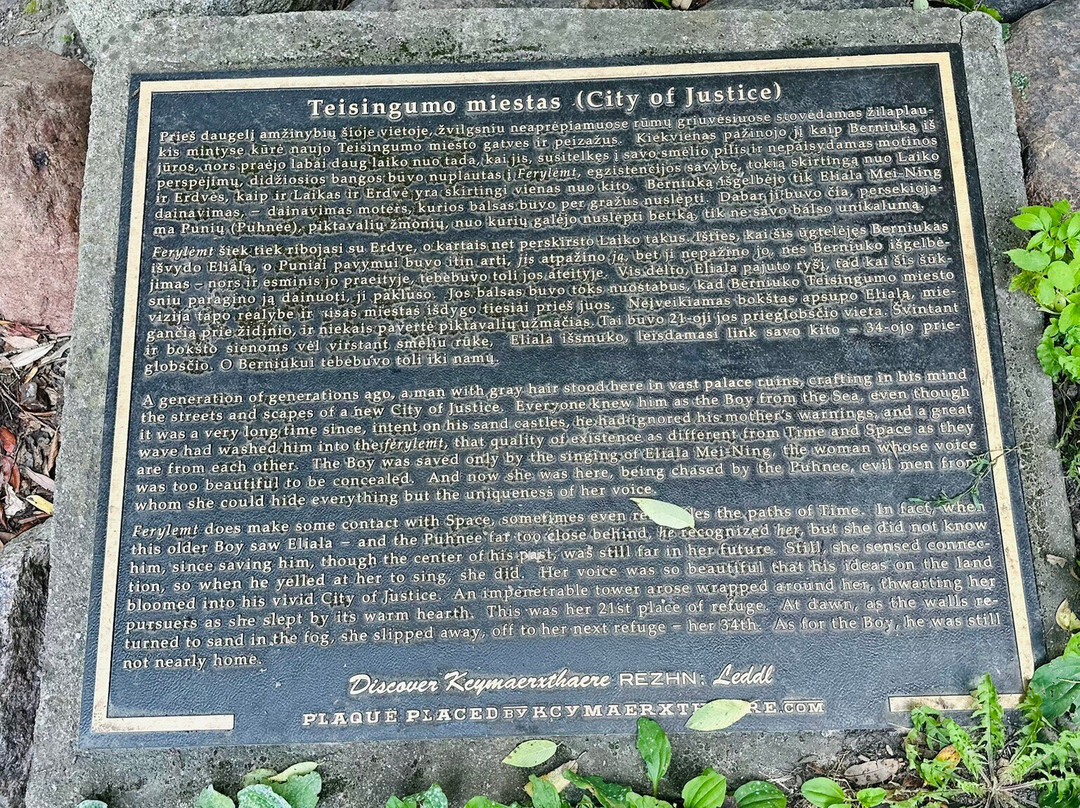 Teisingumo miestas (City of Justice)
Prieš daugelį amžinybių šioje vietoje, žvilgsniu neaprėpiamuose rūmų griuvėsiuose stovėdamas žilaplau-
kis mintyse kūrė naujo Teisingumo miesto gatves ir peizažus. Kiekvienas pažinojo jį kaip Berniuką iš
jūros, nors praėjo labai daug laiko nuo tada, kai jis, susitelkęs į savo smėlio pilis ir nepaisydamas motinos
perspėjimų, didžiosios bangos buvo nuplautas į Ferylemt, egzistencijos savybę, tokią skirtingą nuo Laiko
ir Erdvės, kaip ir Laikas ir Erdvė yra skirtingi vienas nuo kito. Berniuką išgelbėjo tik Eliala Mei-Ning
dainavimas, – dainavimas moters, kurios balsas buvo per gražus nuslėpti. Dabar ji buvo čia, persekioja-
ma Punių (Puhnėe), piktavalių žmonių, nuo kurių galėjo nuslėpti bet ką, tik ne savo balso unikalumą.
Ferylemt šiek tiek ribojasi su Erdve, o kartais net perskirsto Laiko takus. Išties, kai šis ūgtelėjęs Berniukas
išvydo Elialą, o Puniai pavymui buvo itin arti, jis atpažino ją, bet ji nepažino jo, nes Berniuko išgelbė-
jimas – nors ir esminis jo praeityje, tebebuvo toli jos ateityje. Vis dėlto, Eliala pajuto ryšį, tad kai šis šūk-
sniu paragino ją dainuoti, ji pakluso. Jos balsas buvo toks nuostabus, kad Berniuko Teisingumo miesto
vizija tapo realybe ir visas miestas išdygo tiesiai prieš juos. Neįveikiamas bokštas apsupo Elialą, mie-
gančią prie židinio, ir niekais pavertė piktavalių užmačias. Tai buvo 21-oji jos prieglobsčio vieta. Švintant
ir bokšto sienoms vėl virstant smėliu rūke, Eliala išsmuko, leisdamasi link savo kito – 34-ojo prie-
globsčio. O Berniukui tebebuvo toli iki namų.
A generation of generations ago, a man with gray hair stood here in vast palace ruins, crafting in his mind
the streets and scapes of a new City of Justice. Everyone knew him as the Boy from the Sea, even though
it was a very long time since, intent on his sand castles, he had ignored his mother's warnings, and a great
wave had washed him into the ferylemt, that quality of existence as different from Time and Space as they
are from each other. The Boy was saved only by the singing of Eliala Mei-Ning, the woman whose voice
was too beautiful to be concealed. And now she was here, being chased by the Puhnee, evil men from
whom she could hide everything but the uniqueness of her voice.
Ferylemt does make some contact with Space, sometimes even the paths of Time. In fact, when
this older Boy saw Eliala – and the Puhnee far too close behind, he recognized her, but she did not know
him, since saving him, though the center of his past, was still far in her future. Still, she sensed connec-
tion, so when he yelled at her to sing, she did. Her voice was so beautiful that his ideas on the land
bloomed into his vivid City of Justice. An impenetrable tower arose wrapped around her, thwarting her
pursuers as she slept by its warm hearth. This was her 21st place of refuge. At dawn, as the walls re-
turned to sand in the fog, she slipped away, off to her next refuge – her 34th. As for the Boy, he was still
not nearly home.
Discover Kcymaerxthaere REZHN: Leddl
PLAQUE PLACED BY KCYMAERXTHAERE.COM